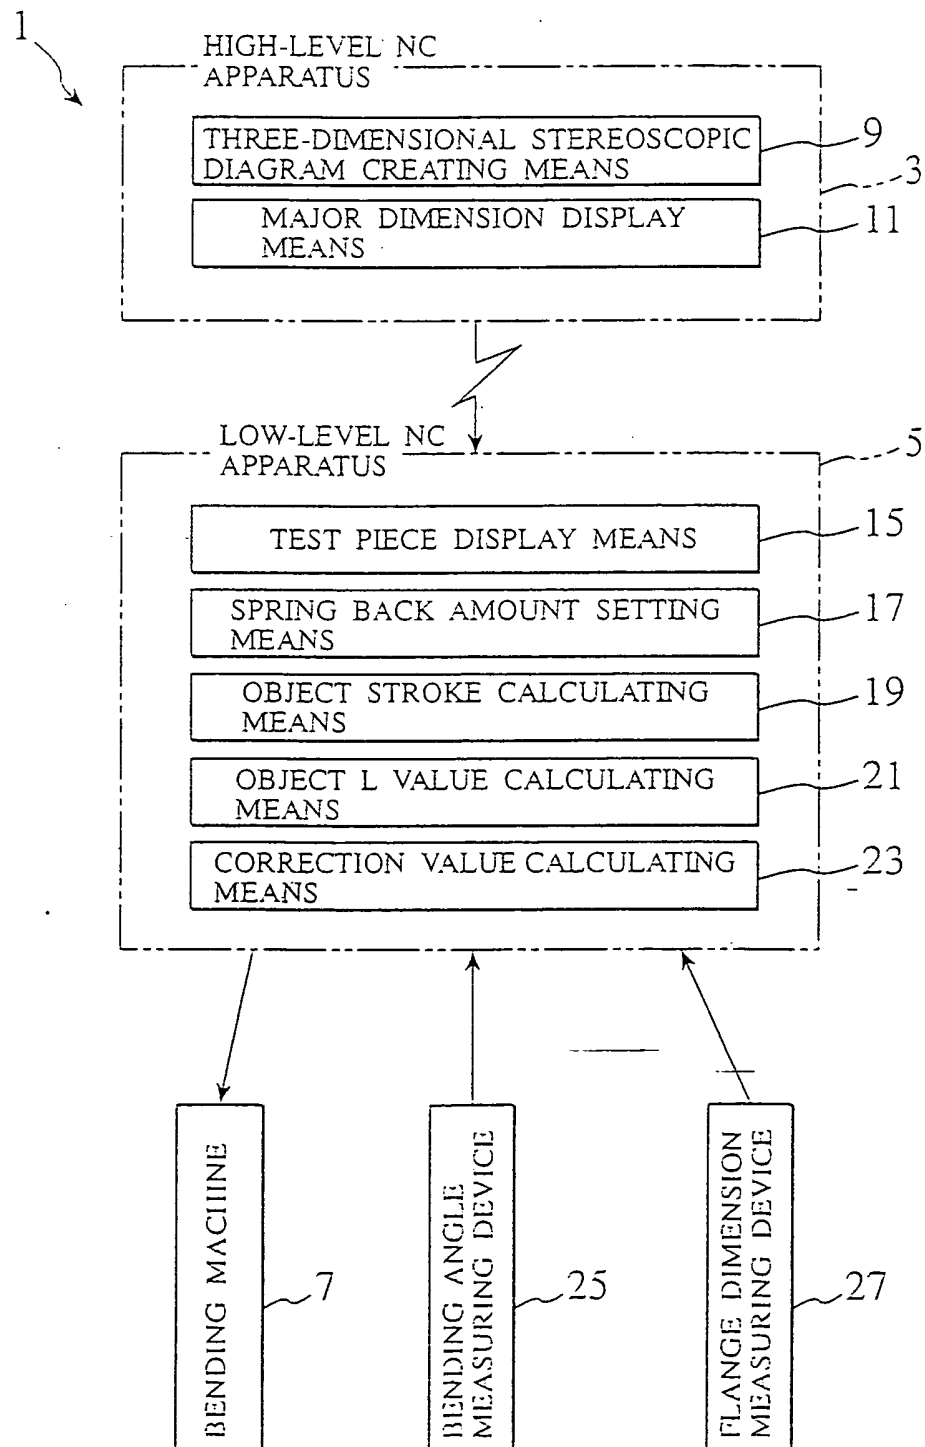 1
HIGH-LEVEL NC
APPARATUS
THREE-DIMENSIONAL STEREOSCOPIC
DIAGRAM CREATING MEANS
9
3
MAJOR DIMENSION DISPLAY
MEANS
11
LOW-LEVEL NC
APPARATUS
5
TEST PIECE DISPLAY MEANS
15
SPRING BACK AMOUNT SETTING
MEANS
17
OBJECT STROKE CALCULATING
MEANS
19
OBJECT L VALUE CALCULATING
MEANS
21
CORRECTION VALUE CALCULATING
MEANS
23
BENDING MACHINE
7
BENDING ANGLE
MEASURING DEVICE
25
FLANGE DIMENSION
MEASURING DEVICE
27